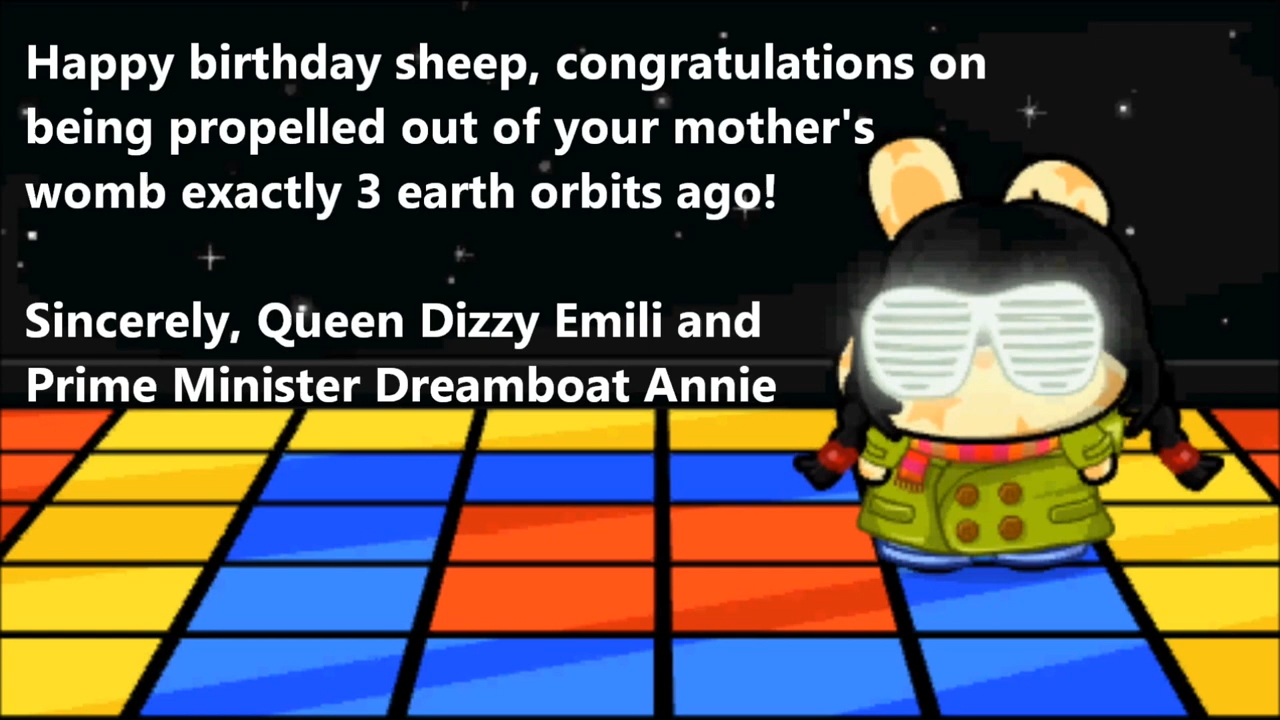 Happy birthday sheep, congratulations on
being propelled out of your mother's
womb exactly 3 earth orbits ago!
Sincerely, Queen Dizzy Emili and
Prime Minister Dreamboat Annie